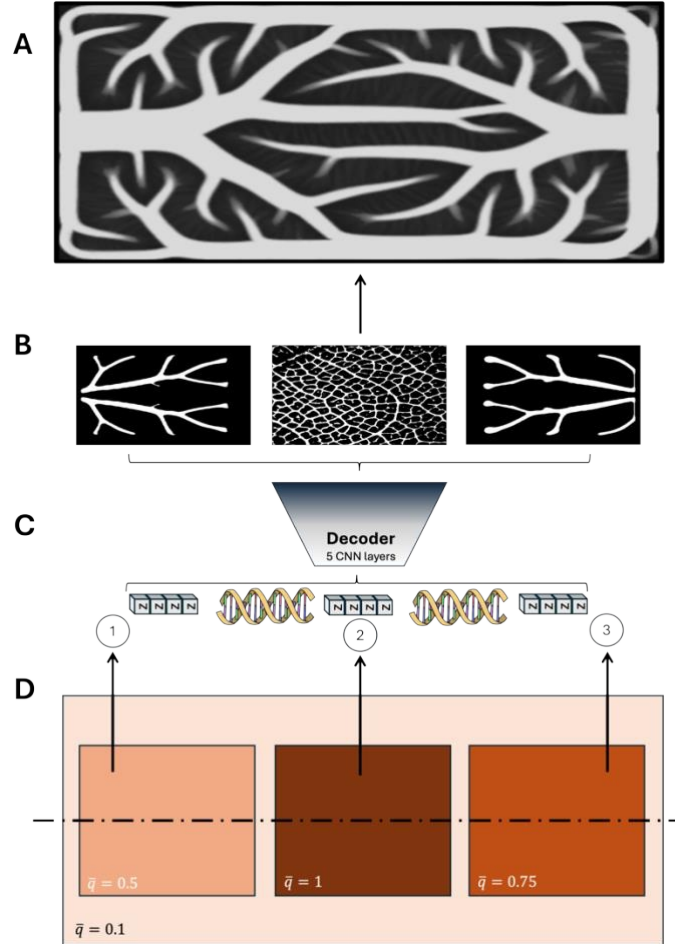 A
B
C
Decoder
5 CNN layers
N N N N
N N N N
N N N N
1
2
3
D
q̄ = 0.5
q̄ = 1
q̄ = 0.75
q̄ = 0.1